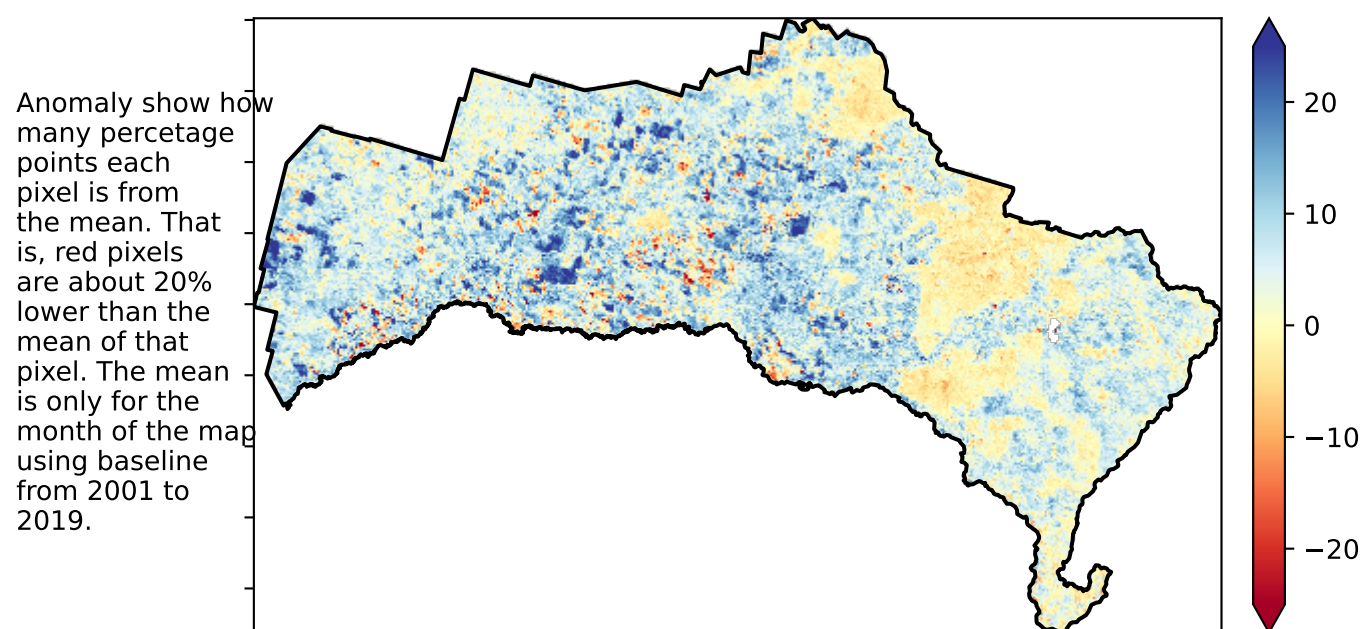 Anomaly show how
many percetage
points each
pixel is from
the mean. That
is, red pixels
are about 20%
lower than the
mean of that
pixel. The mean
is only for the
month of the map
using baseline
from 2001 to
2019.
20
10
0
−10
−20